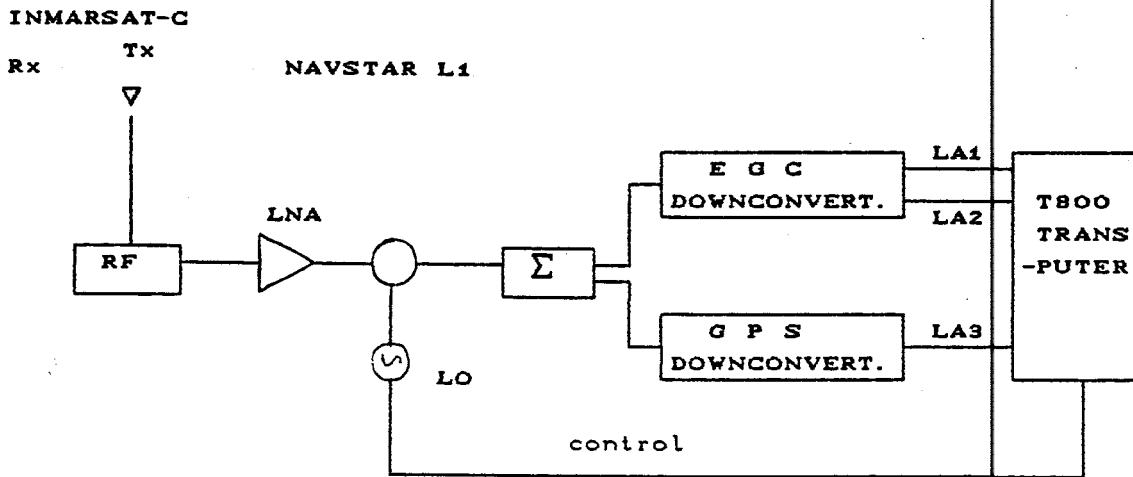 INMARSAT-C
Tx
Rx
NAVSTAR L1
LNA
RF
LO
Σ
E G C
DOWNCONVERT.
G P S
DOWNCONVERT.
LA1
LA2
LA3
T800
TRANS
-PUTER
control